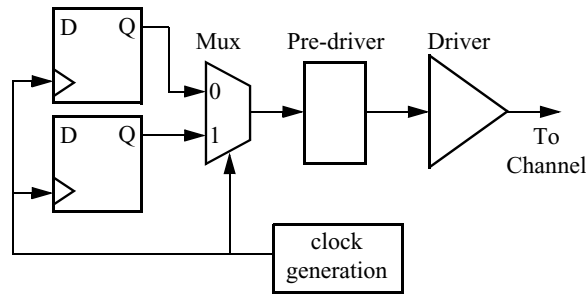 D Q
Mux
Pre-driver
Driver
0
1
D Q
To
Channel
clock
generation